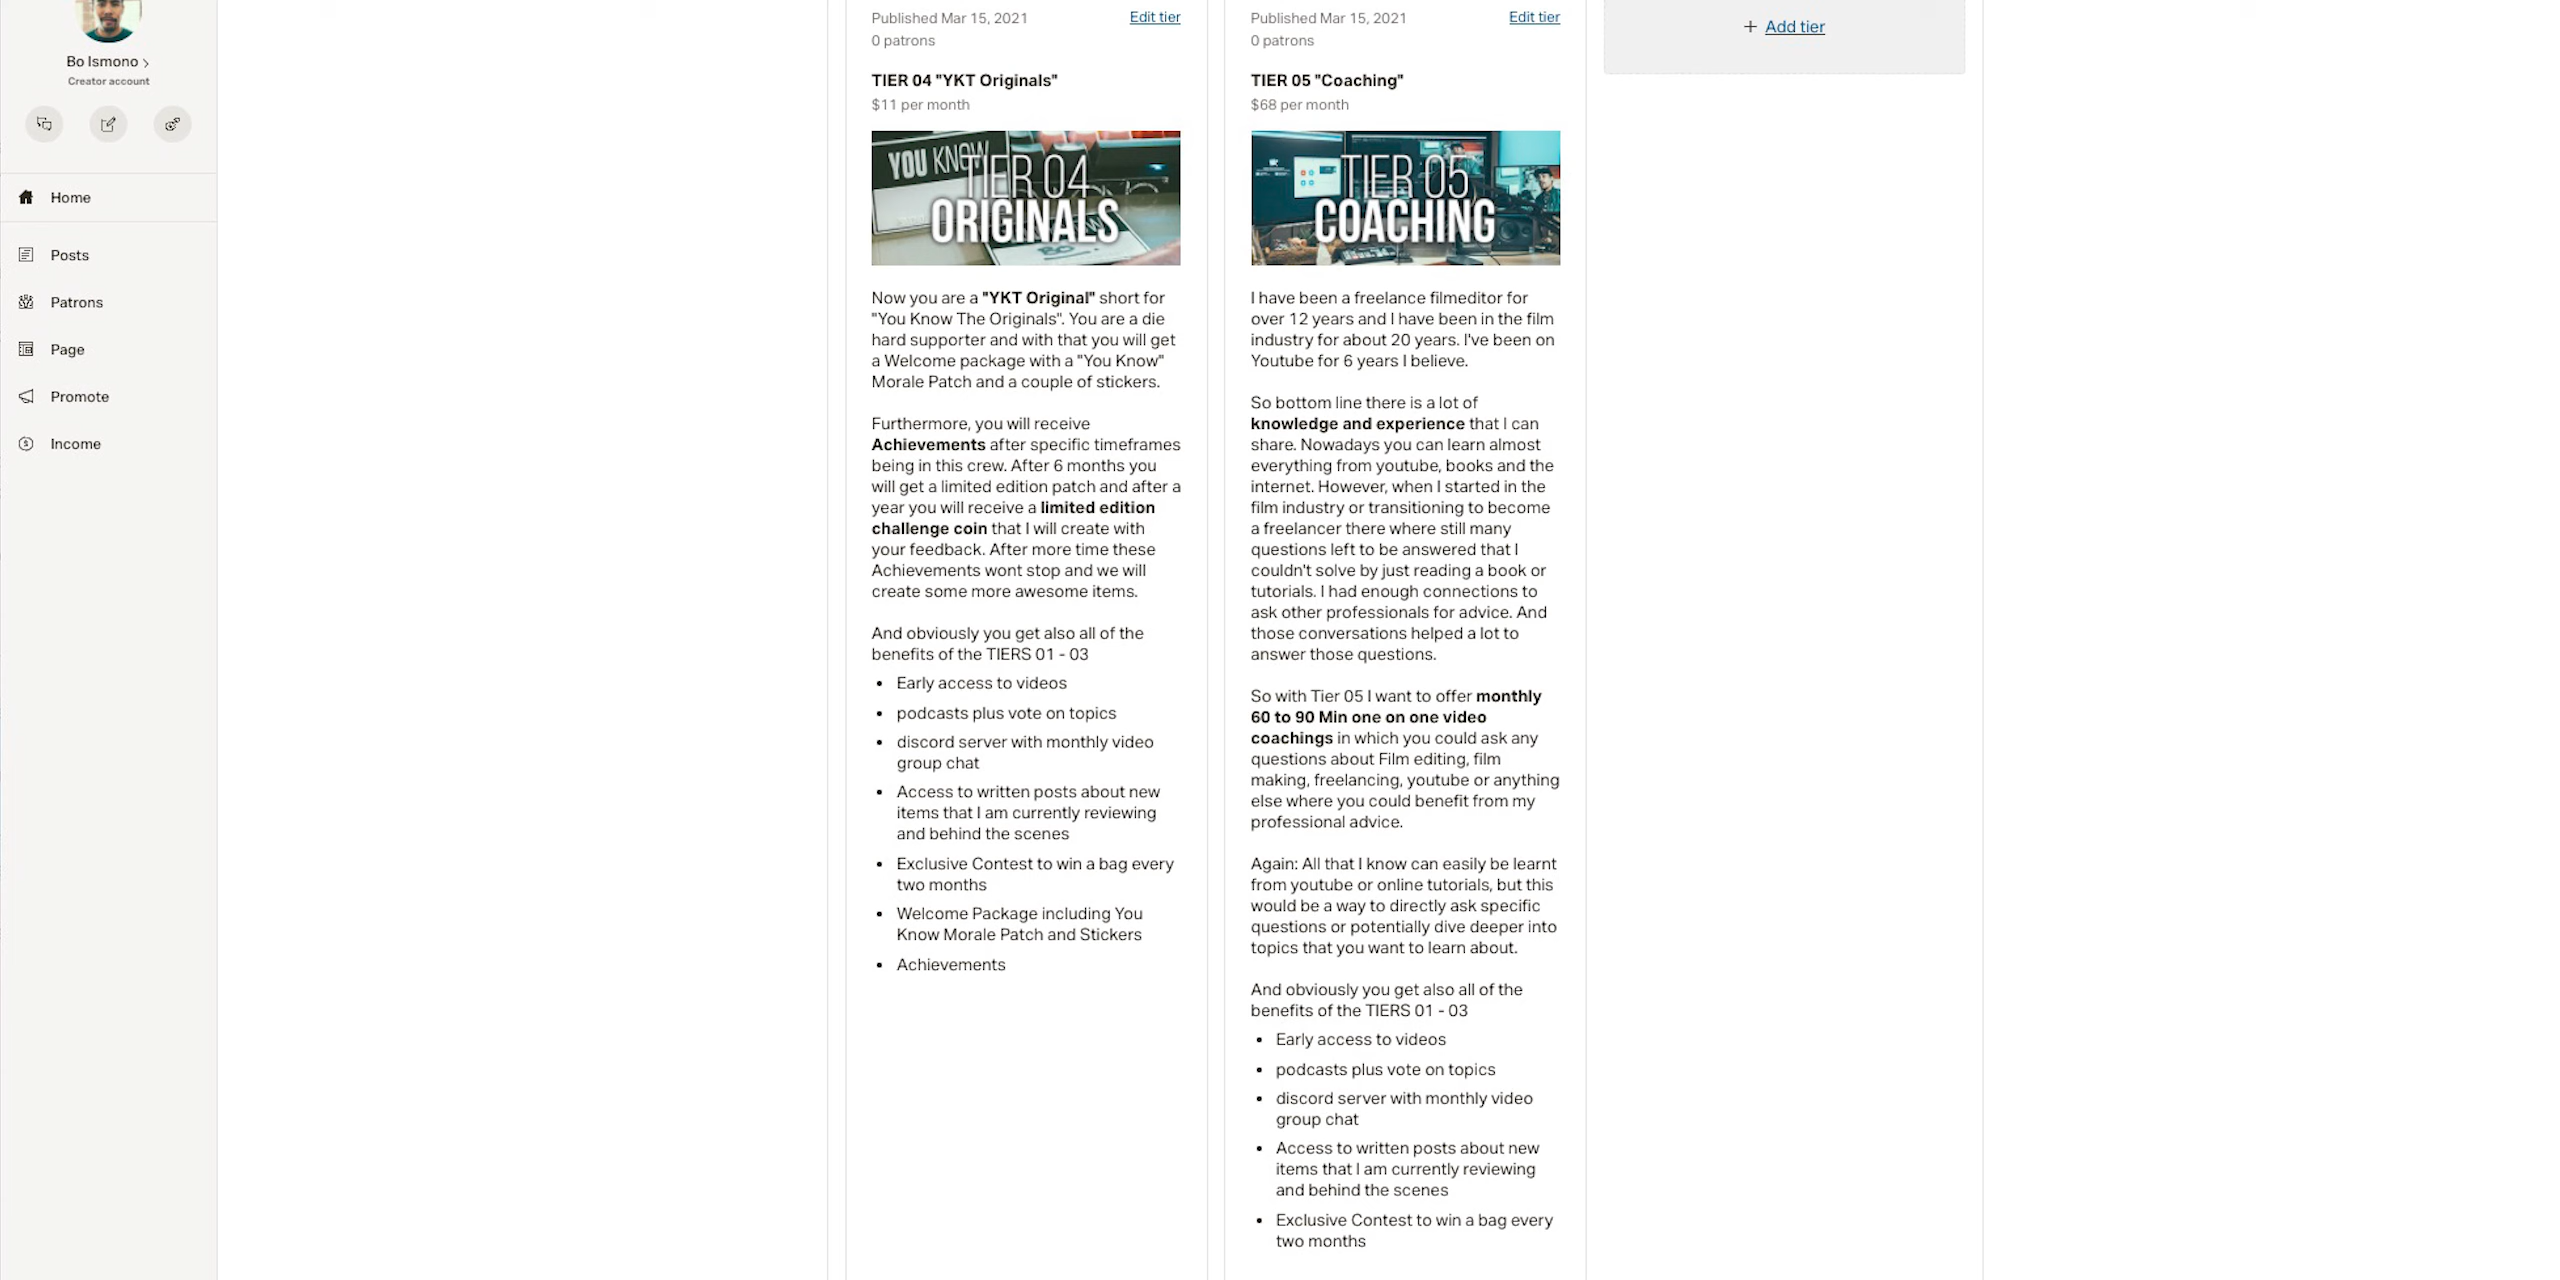 Bo Ismono
Creator account
Home
Posts
Patrons
Page
Promote
Income
Published Mar 15, 2021
Edit tier
0 patrons
TIER 04 "YKT Originals"
$11 per month
YOU KNOW
TIER 04
ORIGINALS
Now you are a "YKT Original" short for
"You Know The Originals". You are a die
hard supporter and with that you will get
a Welcome package with a "You Know"
Morale Patch and a couple of stickers.
Furthermore, you will receive
Achievements after specific timeframes
being in this crew. After 6 months you
will get a limited edition patch and after a
year you will receive a limited edition
challenge coin that I will create with
your feedback. After more time these
Achievements wont stop and we will
create some more awesome items.
And obviously you get also all of the
benefits of the TIERS 01 - 03
Early access to videos
podcasts plus vote on topics
discord server with monthly video
group chat
Access to written posts about new
items that I am currently reviewing
and behind the scenes
Exclusive Contest to win a bag every
two months
Welcome Package including You
Know Morale Patch and Stickers
Achievements
Published Mar 15, 2021
Edit tier
0 patrons
TIER 05 "Coaching"
$68 per month
TIER 05
COACHING
I have been a freelance filmeditor for
over 12 years and I have been in the film
industry for about 20 years. I've been on
Youtube for 6 years I believe.
So bottom line there is a lot of
knowledge and experience that I can
share. Nowadays you can learn almost
everything from youtube, books and the
internet. However, when I started in the
film industry or transitioning to become
a freelancer there where still many
questions left to be answered that I
couldn't solve by just reading a book or
tutorials. I had enough connections to
ask other professionals for advice. And
those conversations helped a lot to
answer those questions.
So with Tier 05 I want to offer monthly
60 to 90 Min one on one video
coachings in which you could ask any
questions about Film editing, film
making, freelancing, youtube or anything
else where you could benefit from my
professional advice.
Again: All that I know can easily be learnt
from youtube or online tutorials, but this
would be a way to directly ask specific
questions or potentially dive deeper into
topics that you want to learn about.
And obviously you get also all of the
benefits of the TIERS 01 - 03
Early access to videos
podcasts plus vote on topics
discord server with monthly video
group chat
Access to written posts about new
items that I am currently reviewing
and behind the scenes
Exclusive Contest to win a bag every
two months
+ Add tier